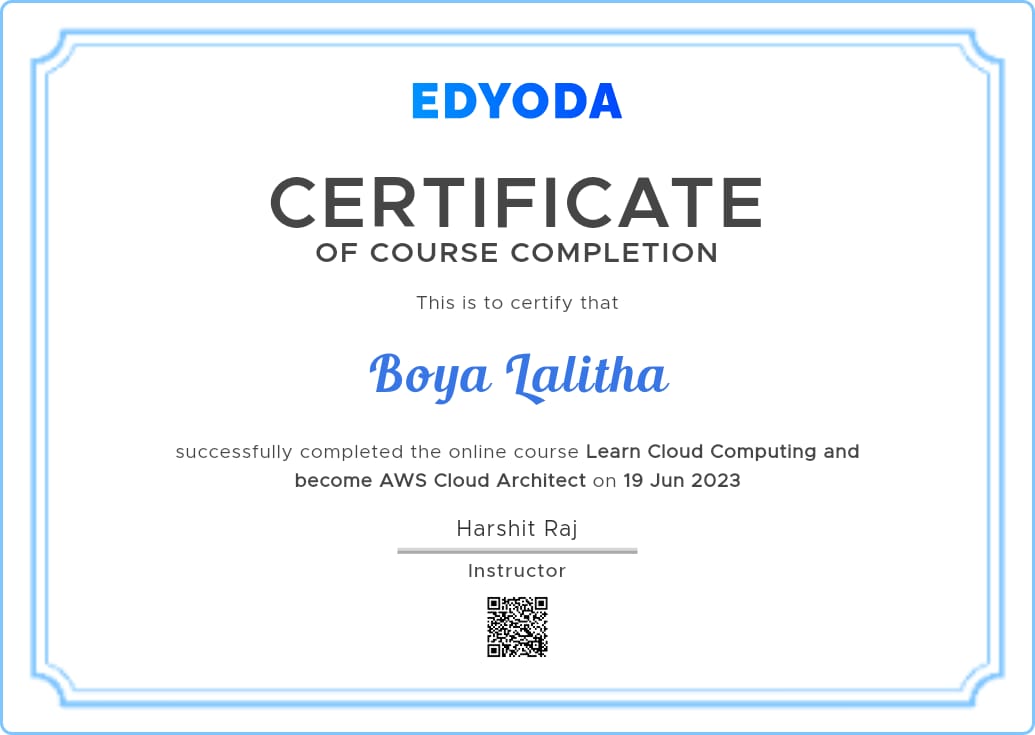 EDYODA
CERTIFICATE
OF COURSE COMPLETION
This is to certify that
Boya Lalitha
successfully completed the online course Learn Cloud Computing and
become AWS Cloud Architect on 19 Jun 2023
Harshit Raj
Instructor